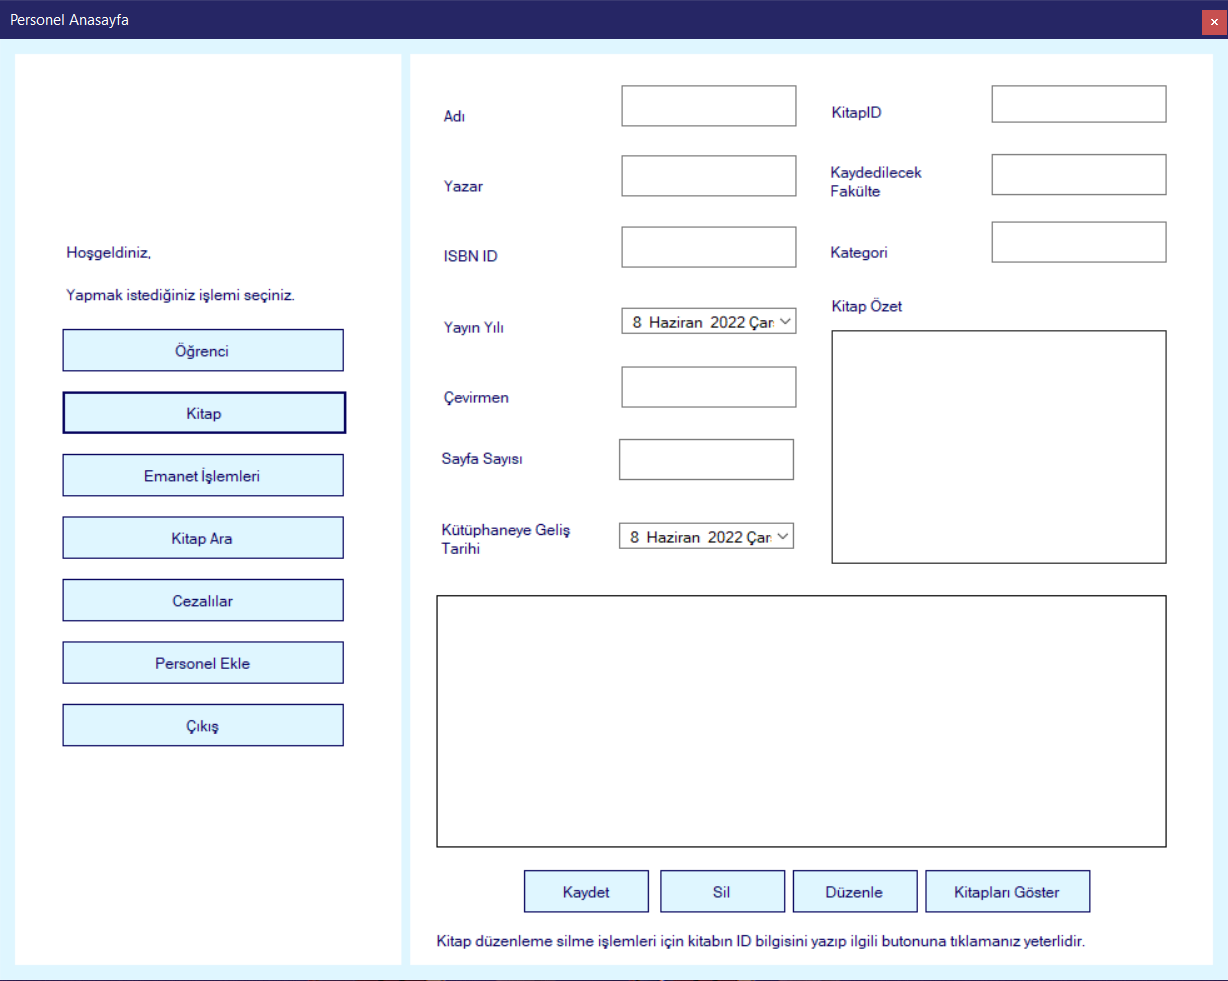 Personel Anasayfa
Hoşgeldiniz,
Yapmak istediğiniz işlemi seçiniz.
Öğrenci
Kitap
Emanet İşlemleri
Kitap Ara
Cezalılar
Personel Ekle
Çıkış
Adı
Yazar
ISBN ID
Yayın Yılı
8 Haziran 2022 Çar
Çevirmen
Sayfa Sayısı
Kütüphaneye Geliş
Tarihi
8 Haziran 2022 Çar
KitapID
Kaydedilecek
Fakülte
Kategori
Kitap Özet
Kaydet
Sil
Düzenle
Kitapları Göster
Kitap düzenleme silme işlemleri için kitabın ID bilgisini yazıp ilgili butonuna tıklamanız yeterlidir.